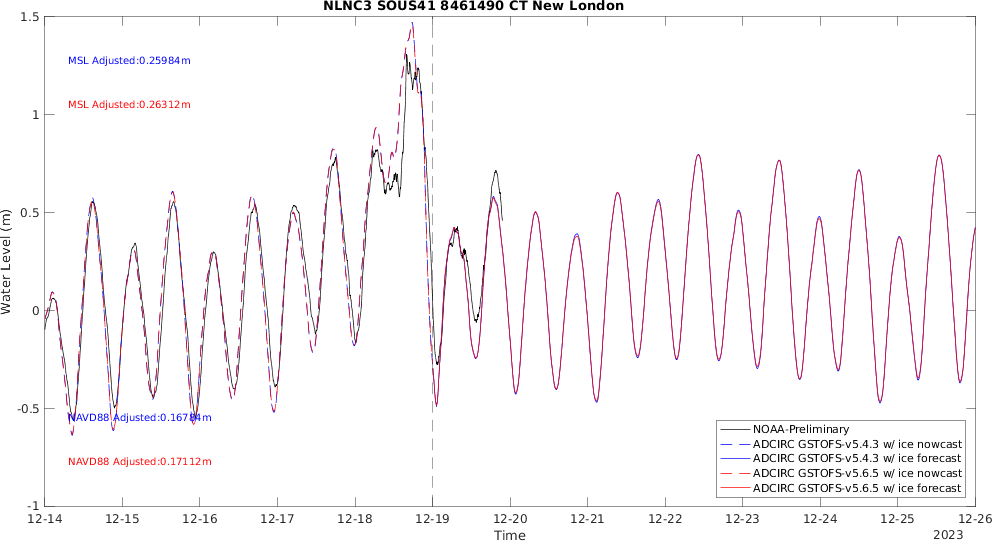 NLNC3 SOUS41 8461490 CT New London
1.5
1
0.5
0
-0.5
-1
Water Level (m)
MSL Adjusted:0.25984m
MSL Adjusted:0.26312m
NAVD88 Adjusted:0.16784m
NAVD88 Adjusted:0.17112m
NOAA-Preliminary
ADCIRC GSTOFS-v5.4.3 w/ ice nowcast
ADCIRC GSTOFS-v5.4.3 w/ ice forecast
ADCIRC GSTOFS-v5.6.5 w/ ice nowcast
ADCIRC GSTOFS-v5.6.5 w/ ice forecast
12-14 12-15 12-16 12-17 12-18 12-19 12-20 12-21 12-22 12-23 12-24 12-25 12-26
Time
2023